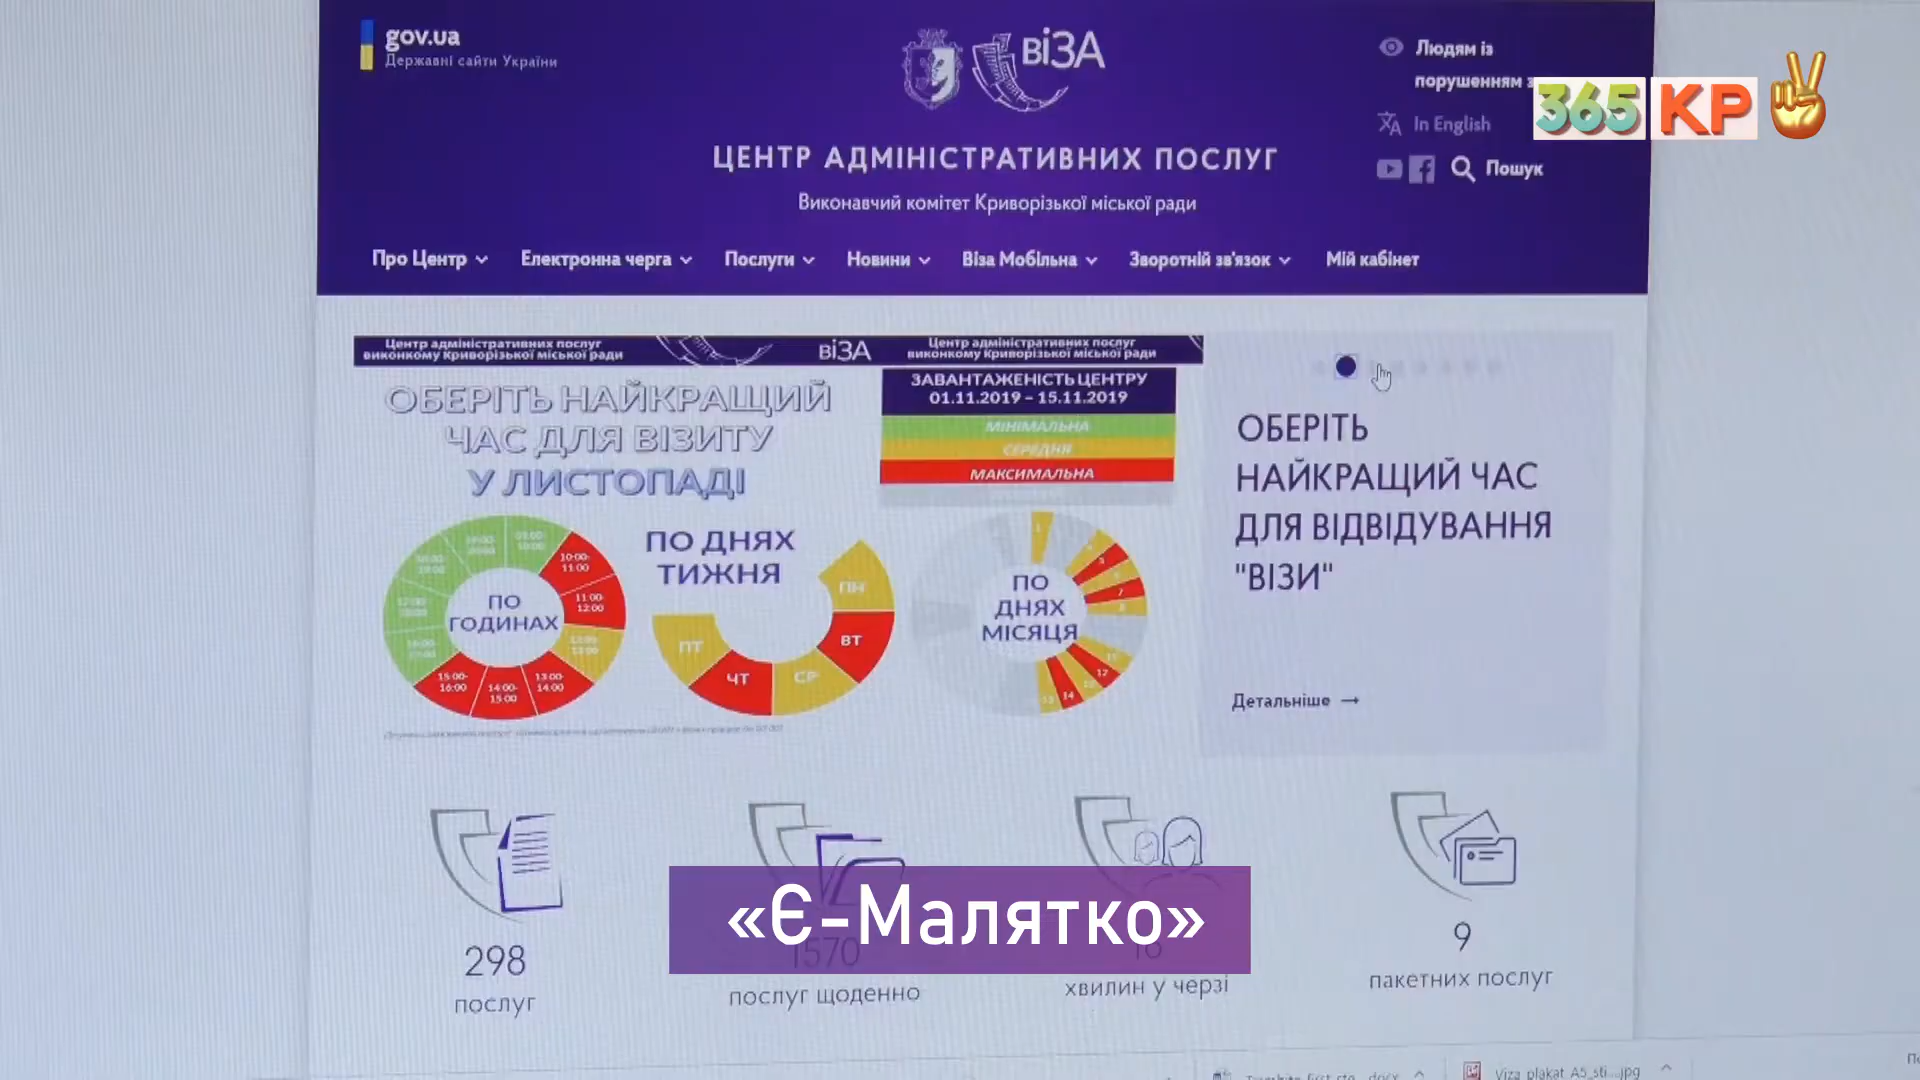 gov.ua
Державні сайти України
віЗА
Людям із
порушенням з
365 КР
In English
Пошук
ЦЕНТР АДМІНІСТРАТИВНИХ ПОСЛУГ
Виконавчий комітет Криворізької міської ради
Про Центр
Електронна черга
Послуги
Новини
Віза Мобільна
Зворотній зв'язок
Мій кабінет
Центр адміністративних послуг
виконкому Криворізької міської ради
віЗА
Центр адміністративних послуг
виконкому Криворізької міської ради
ОБЕРІТЬ НАЙКРАЩИЙ
ЧАС ДЛЯ ВІЗИТУ
У ЛИСТОПАДІ
ЗАВАНТАЖЕНІСТЬ ЦЕНТРУ
01.11.2019 – 15.11.2019
МІНІМАЛЬНА
СЕРЕДНЯ
МАКСИМАЛЬНА
ПО
ГОДИНАХ
10:00-
11:00
11:00-
12:00
13:00-
14:00
14:00-
15:00
15:00-
16:00
ПО ДНЯХ
ТИЖНЯ
ПН
ВТ
СР
ЧТ
ПТ
ПО
ДНЯХ
МІСЯЦЯ
7
12
14
ОБЕРІТЬ
НАЙКРАЩИЙ ЧАС
ДЛЯ ВІДВІДУВАННЯ
"ВІЗИ"
Детальніше →
298
послуг
1570
послуг щоденно
хвилин у черзі
9
пакетних послуг
«Є-Малятко»
Viza_plakat_A5_sti....jpg